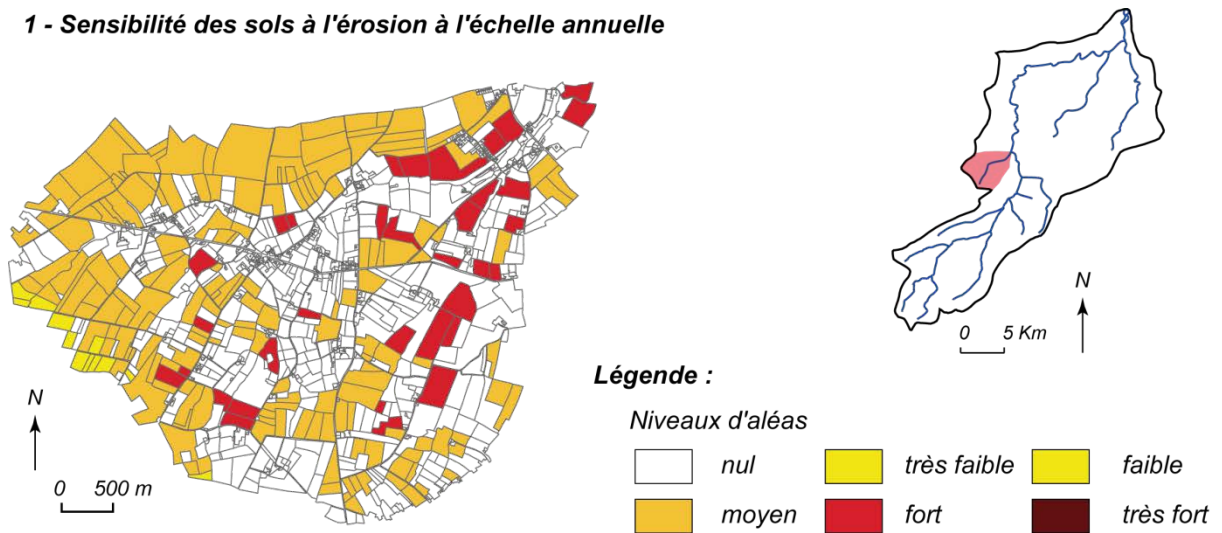 1 - Sensibilité des sols à l'érosion à l'échelle annuelle
N
0 500 m
0 5 Km
N
Légende :
Niveaux d'aléas
nul
très faible
faible
moyen
fort
très fort